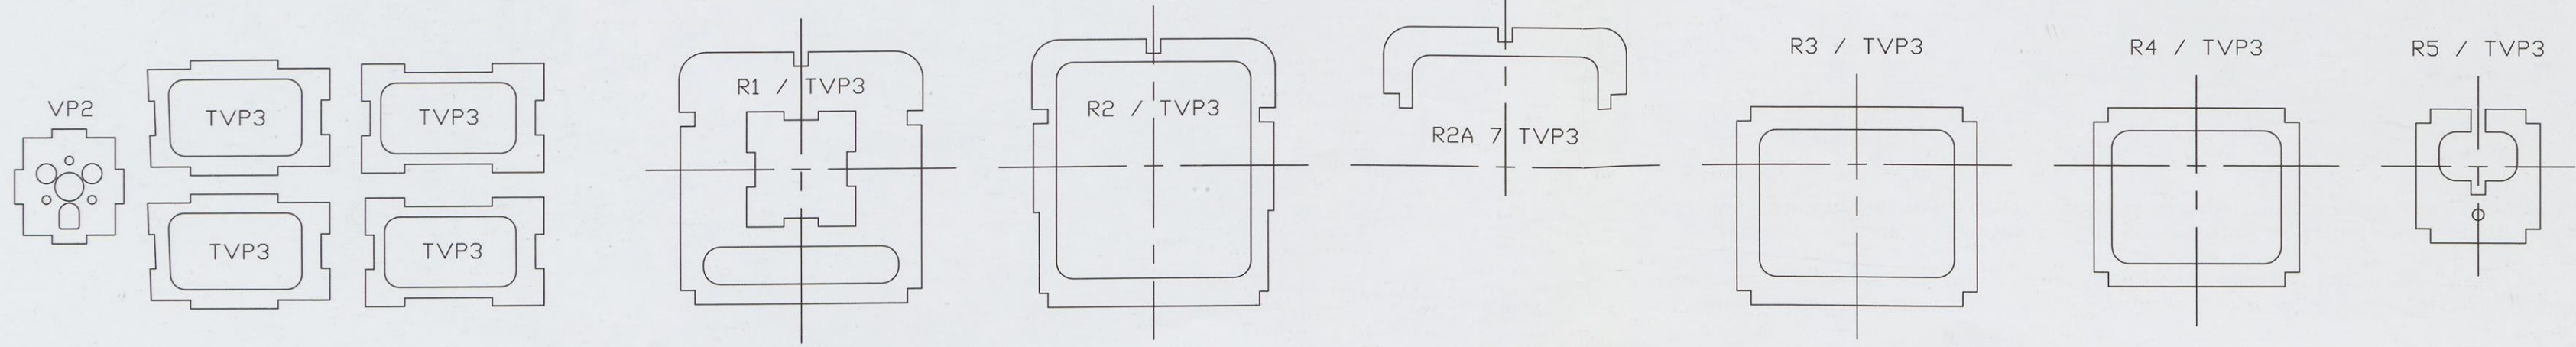 VP2
TVP3
TVP3
TVP3
TVP3
R1 / TVP3
R2 / TVP3
R2A 7 TVP3
R3 / TVP3
R4 / TVP3
R5 / TVP3